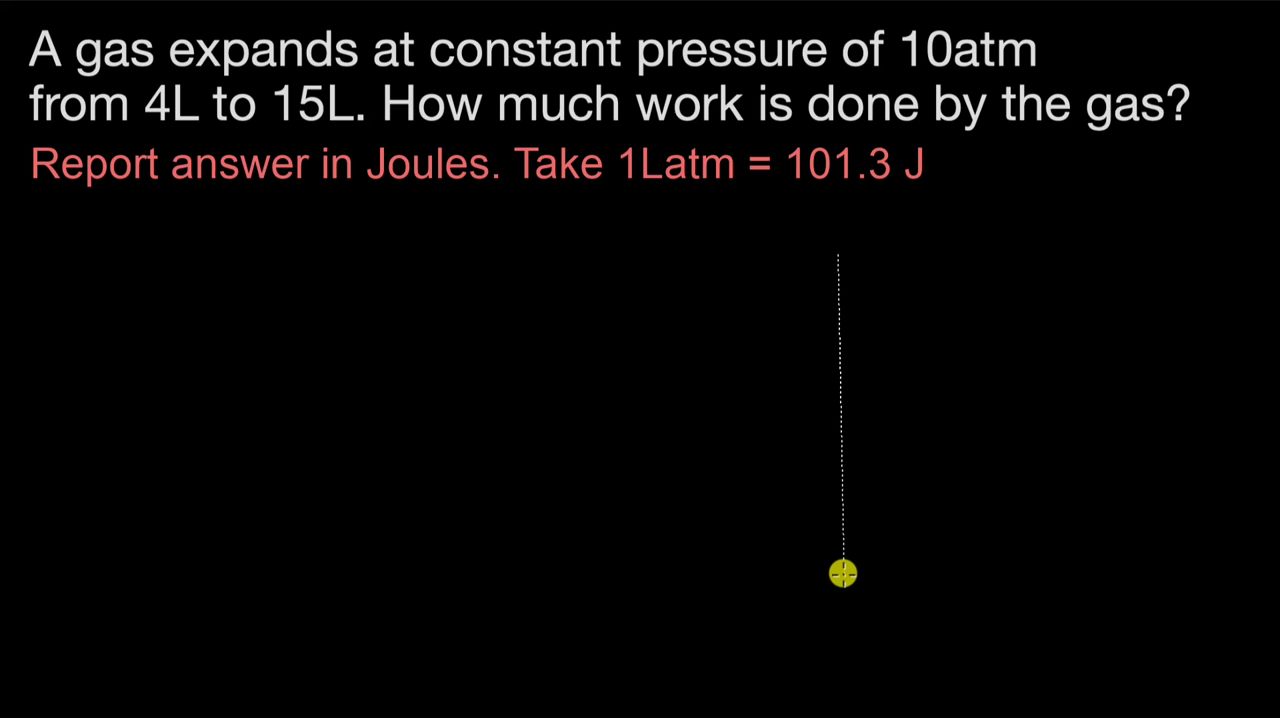 A gas expands at constant pressure of 10atm
from 4L to 15L. How much work is done by the gas?
Report answer in Joules. Take 1Latm = 101.3 J